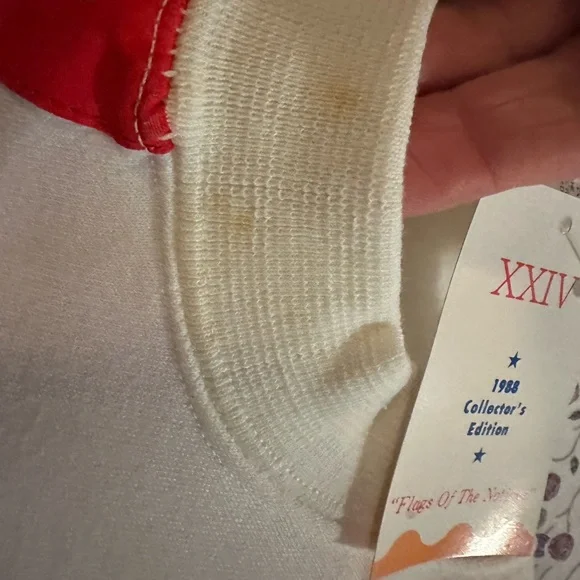 XXIV
1988
Collector's
Edition
"Flags Of The